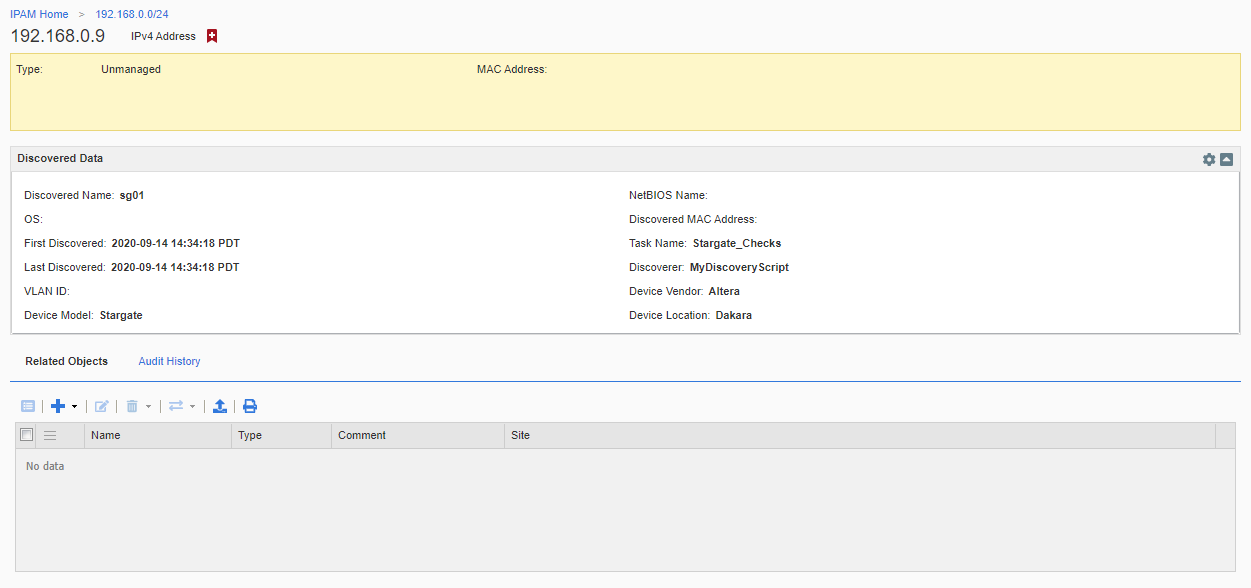 IPAM Home > 192.168.0.0/24
192.168.0.9 IPv4 Address
Type: Unmanaged MAC Address:
Discovered Data
Discovered Name: sg01 NetBIOS Name:
OS: Discovered MAC Address:
First Discovered: 2020-09-14 14:34:18 PDT Task Name: Stargate_Checks
Last Discovered: 2020-09-14 14:34:18 PDT Discoverer: MyDiscoveryScript
VLAN ID: Device Vendor: Altera
Device Model: Stargate Device Location: Dakara
Related Objects Audit History
Name Type Comment Site
No data